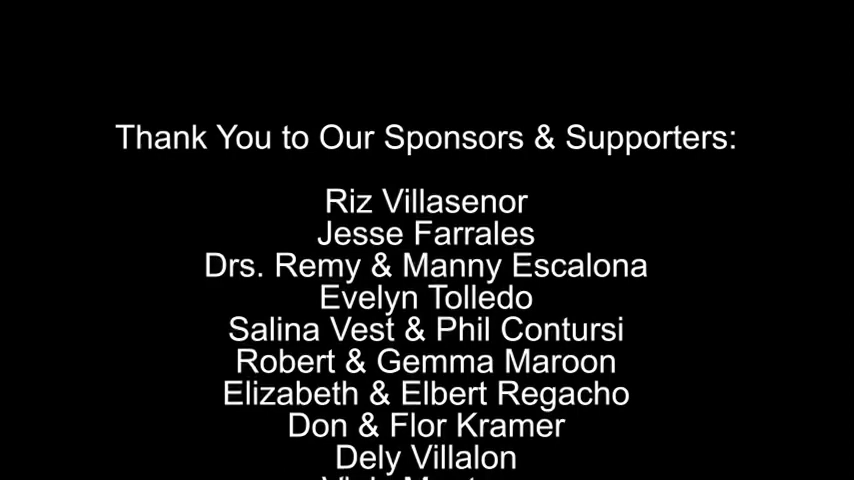 Thank You to Our Sponsors & Supporters:
Riz Villasenor
Jesse Farrales
Drs. Remy & Manny Escalona
Evelyn Tolledo
Salina Vest & Phil Contursi
Robert & Gemma Maroon
Elizabeth & Elbert Regacho
Don & Flor Kramer
Dely Villalon